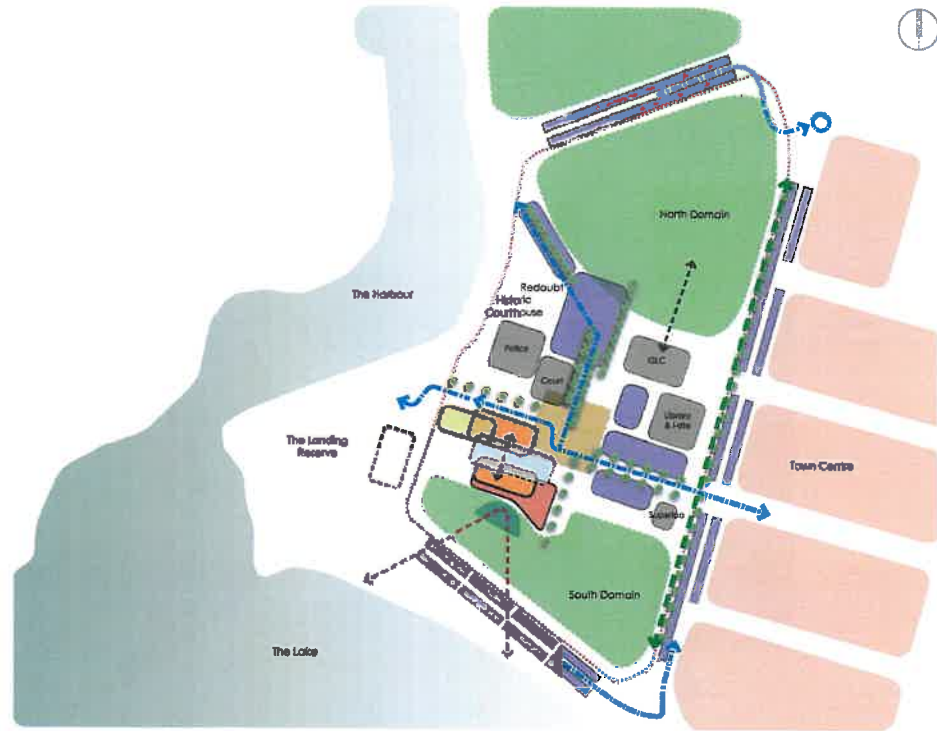 North Domain
The Harbour
Redoubt
Historic
Courthouse
Police
GLC
Court
Library
The Landing
Reserve
Town Centre
South Domain
The Lake